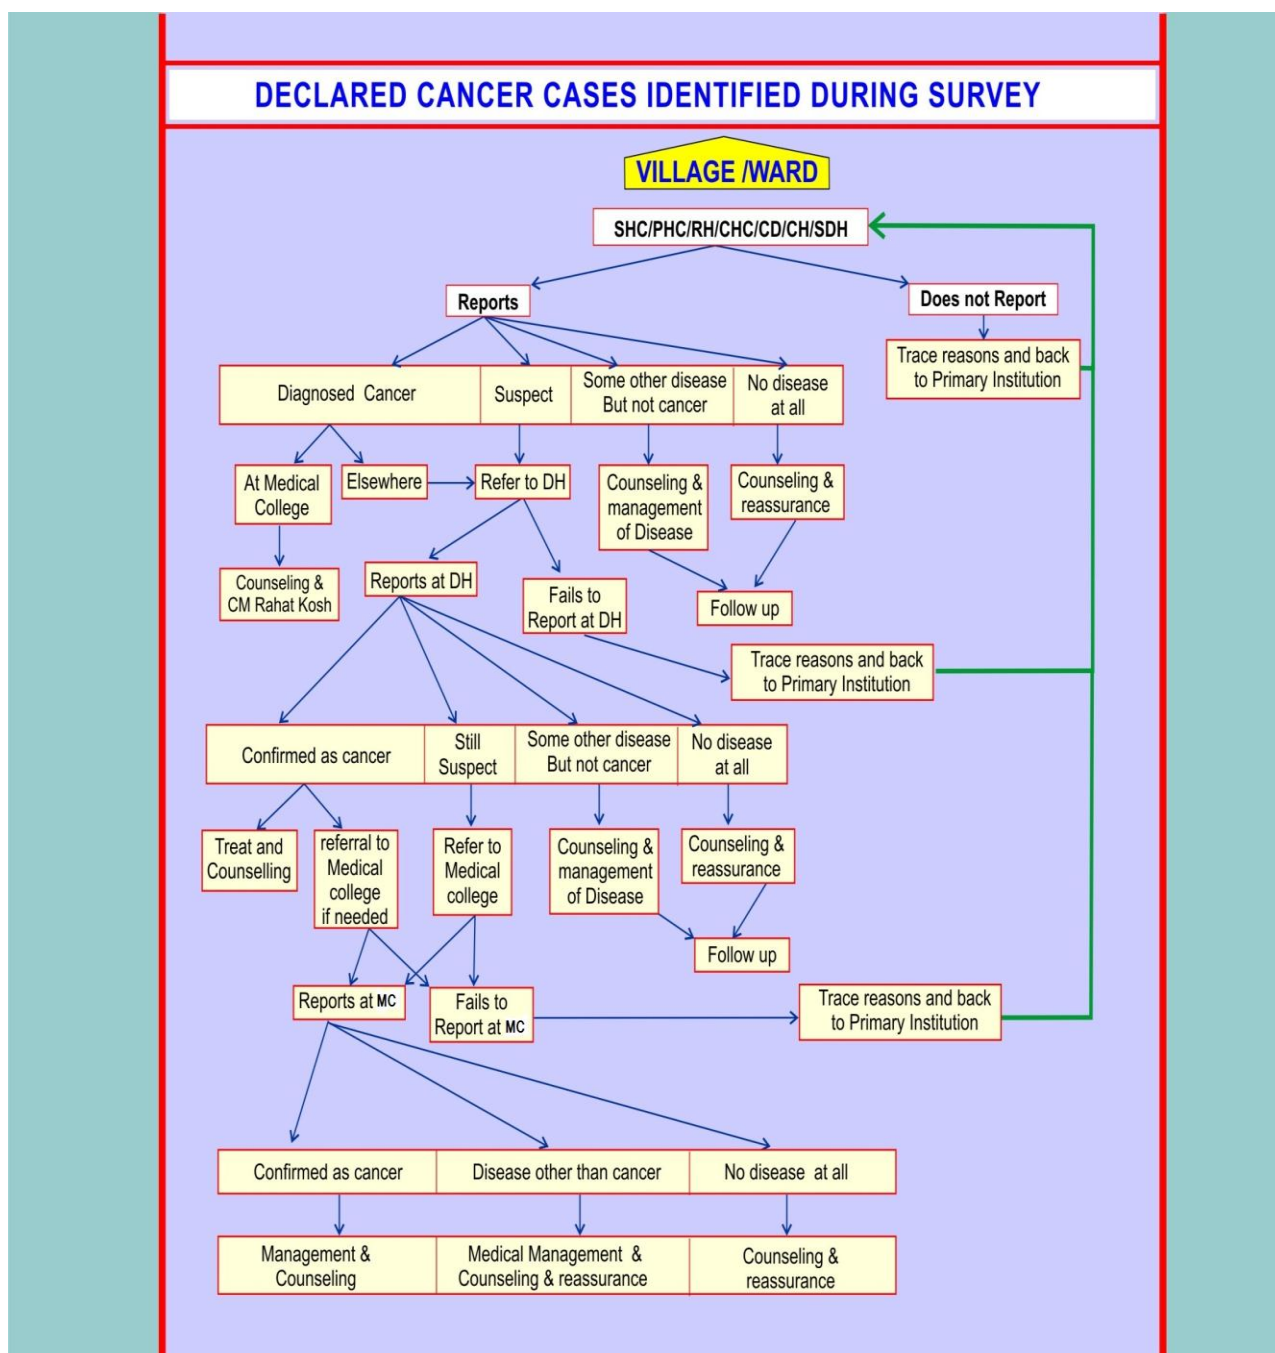 DECLARED CANCER CASES IDENTIFIED DURING SURVEY
VILLAGE /WARD
SHC/PHC/RH/CHC/CD/CH/SDH
Reports
Does not Report
Trace reasons and back
to Primary Institution
Diagnosed Cancer
Suspect
Some other disease
But not cancer
No disease
at all
At Medical
College
Elsewhere
Refer to DH
Counseling &
management
of Disease
Counseling &
reassurance
Counseling &
CM Rahat Kosh
Reports at DH
Fails to
Report at DH
Follow up
Trace reasons and back
to Primary Institution
Confirmed as cancer
Still
Suspect
Some other disease
But not cancer
No disease
at all
Treat and
Counselling
referral to
Medical
college
if needed
Refer to
Medical
college
Counseling &
management
of Disease
Counseling &
reassurance
Follow up
Reports at MC
Fails to
Report at MC
Trace reasons and back
to Primary Institution
Confirmed as cancer
Disease other than cancer
No disease at all
Management &
Counseling
Medical Management &
Counseling & reassurance
Counseling &
reassurance